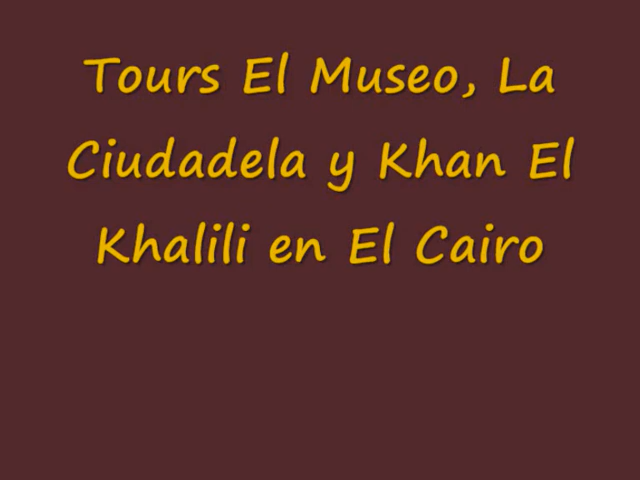 Tours El Museo, La
Ciudadela y Khan El
Khalili en El Cairo